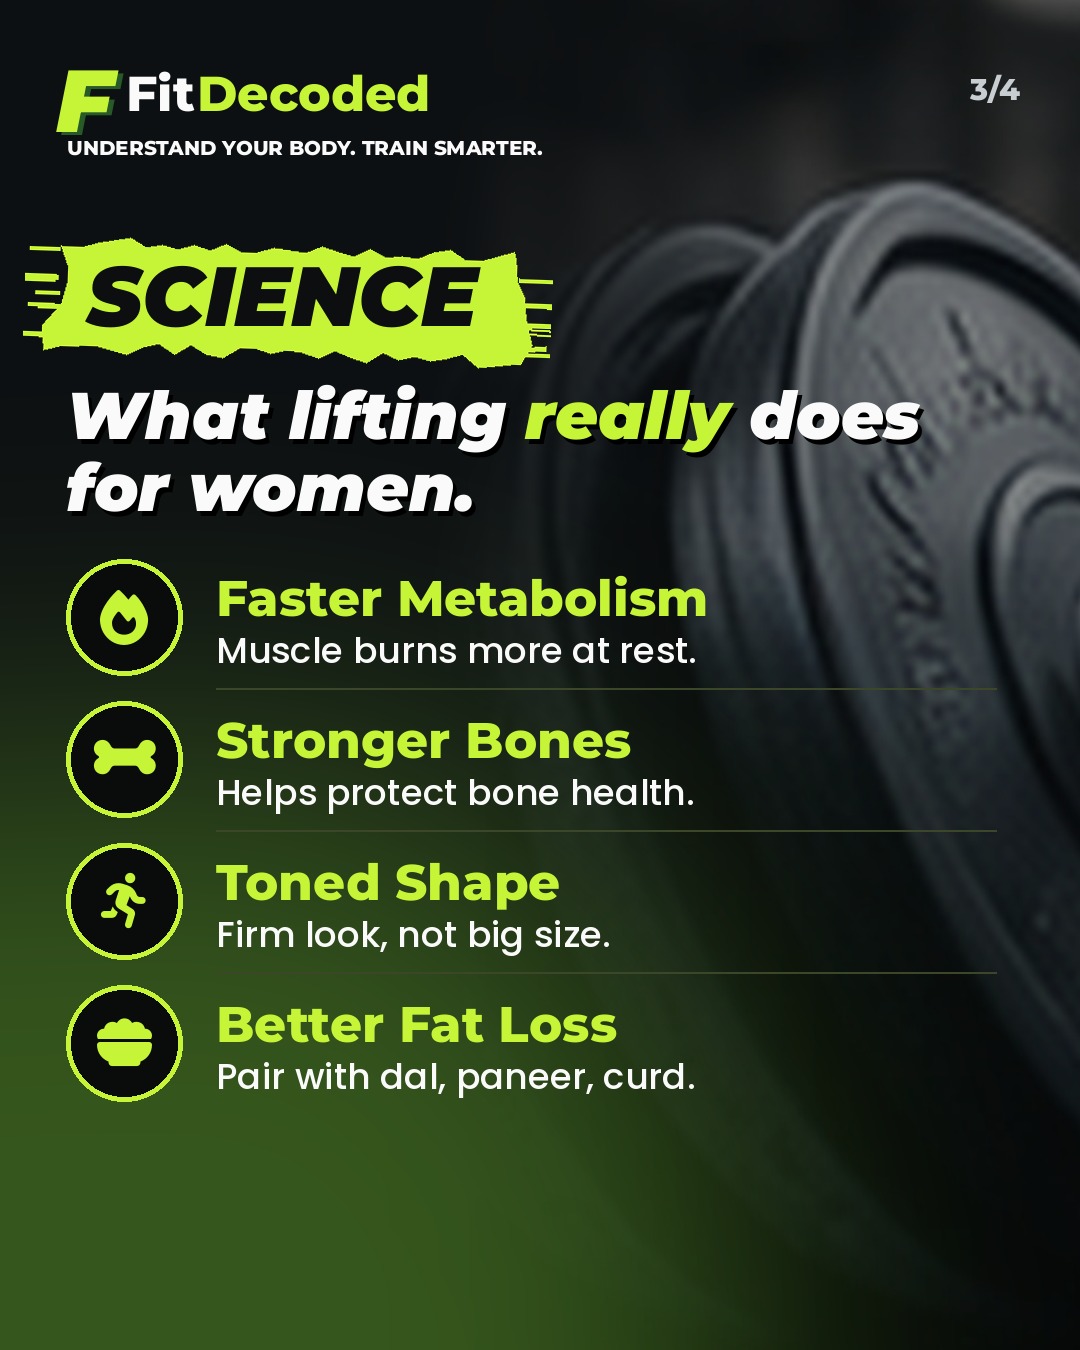 F FitDecoded
UNDERSTAND YOUR BODY. TRAIN SMARTER.
3/4
SCIENCE
What lifting really does
for women.
Faster Metabolism
Muscle burns more at rest.
Stronger Bones
Helps protect bone health.
Toned Shape
Firm look, not big size.
Better Fat Loss
Pair with dal, paneer, curd.